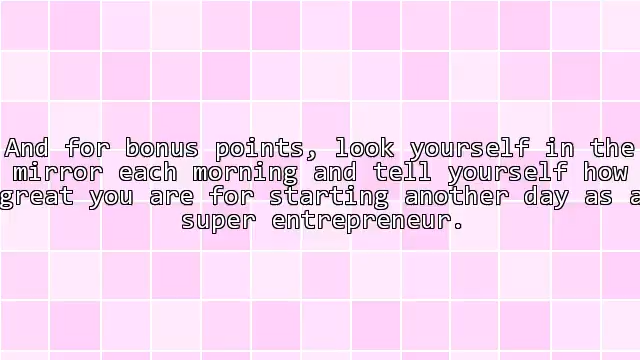 And for bonus points, look yourself in the
mirror each morning and tell yourself how
great you are for starting another day as a
super entrepreneur.